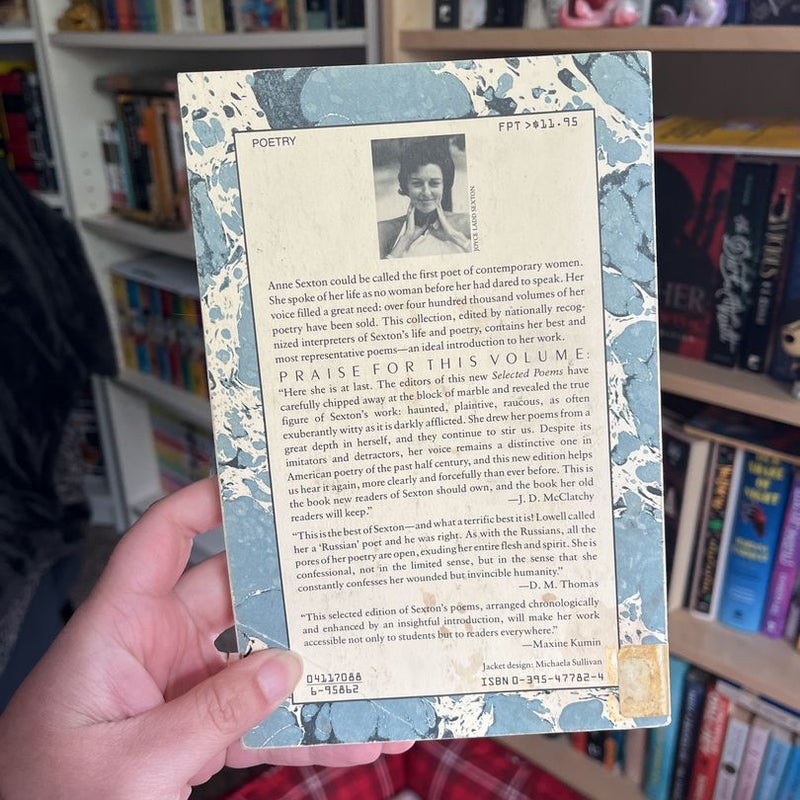 POETRY
FPT >$11.95
JOYCE LADD SEXTON
Anne Sexton could be called the first poet of contemporary women.
She spoke of her life as no woman before her had dared to speak. Her
voice filled a great need: over four hundred thousand volumes of her
poetry have been sold. This collection, edited by nationally recog-
nized interpreters of Sexton's life and poetry, contains her best and
most representative poems—an ideal introduction to her work.
PRAISE FOR THIS VOLUME:
"Here she is at last. The editors of this new Selected Poems have
carefully chipped away at the block of marble and revealed the true
figure of Sexton's work: haunted, plaintive, raucous, as often
exuberantly witty as it is darkly afflicted. She drew her poems from a
great depth in herself, and they continue to stir us. Despite its
imitators and detractors, her voice remains a distinctive one in
American poetry of the past half century, and this new edition helps
us hear it again, more clearly and forcefully than ever before. This is
the book new readers of Sexton should own, and the book her old
readers will keep."
—J. D. McClatchy
"This is the best of Sexton—and what a terrific best it is! Lowell called
her a 'Russian' poet and he was right. As with the Russians, all the
pores of her poetry are open, exuding her entire flesh and spirit. She is
confessional, not in the limited sense, but in the sense that she
constantly confesses her wounded but invincible humanity."
—D. M. Thomas
"This selected edition of Sexton's poems, arranged chronologically
and enhanced by an insightful introduction, will make her work
accessible not only to students but to readers everywhere."
—Maxine Kumin
Jacket design: Michaela Sullivan
04117088
6-95862
ISBN 0-395-47782-4